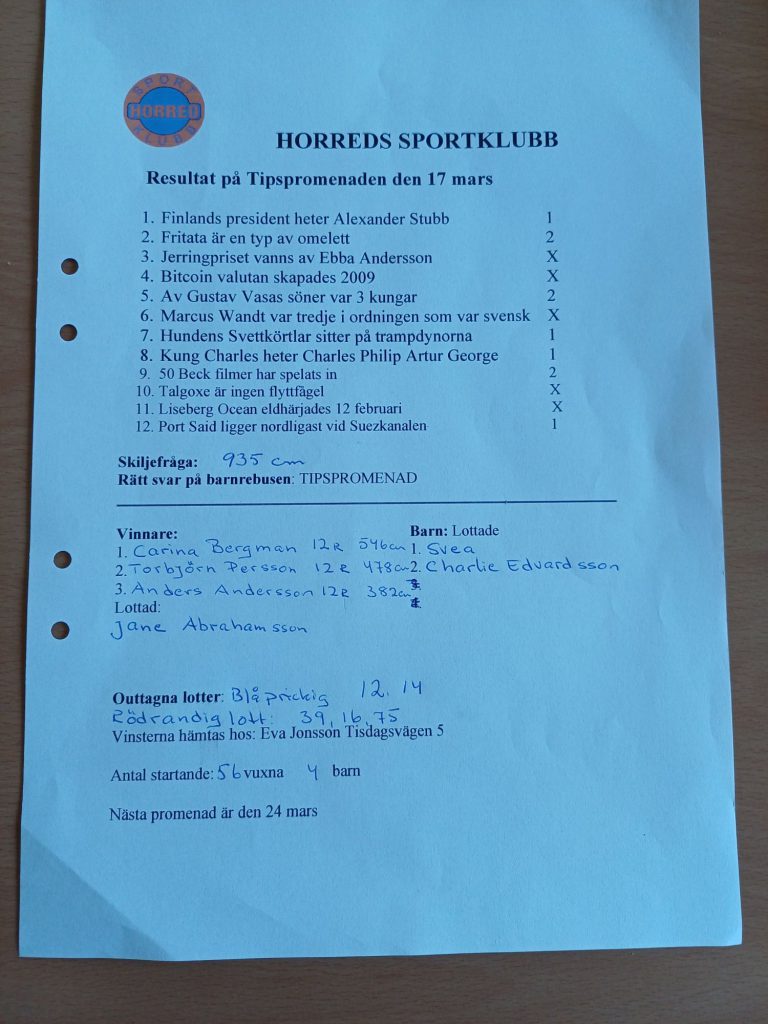 SPORT
HORRED
KLUBB
HORREDS SPORTKLUBB
Resultat på Tipspromenaden den 17 mars
1. Finlands president heter Alexander Stubb 1
2. Fritata är en typ av omelett 2
3. Jerringpriset vanns av Ebba Andersson X
4. Bitcoin valutan skapades 2009 X
5. Av Gustav Vasas söner var 3 kungar 2
6. Marcus Wandt var tredje i ordningen som var svensk X
7. Hundens Svettkörtlar sitter på trampdynorna 1
8. Kung Charles heter Charles Philip Artur George 1
9. 50 Beck filmer har spelats in 2
10. Talgoxe är ingen flyttfågel X
11. Liseberg Ocean eldhärjades 12 februari X
12. Port Said ligger nordligast vid Suezkanalen 1
Skiljefråga: 935 cm
Rätt svar på barnrebusen: TIPSPROMENAD
Vinnare: Barn: Lottade
1. Carina Bergman 12R 546cm 1. Svea
2. Torbjörn Persson 12R 478cm 2. Charlie Edvardsson
3. Anders Andersson 12R 382cm
Lottad:
Jane Abrahamsson
Outtagna lotter: Blåprickig 12, 14
Rödrandig lott: 39, 16, 75
Vinsterna hämtas hos: Eva Jonsson Tisdagsvägen 5
Antal startande: 56 vuxna 4 barn
Nästa promenad är den 24 mars